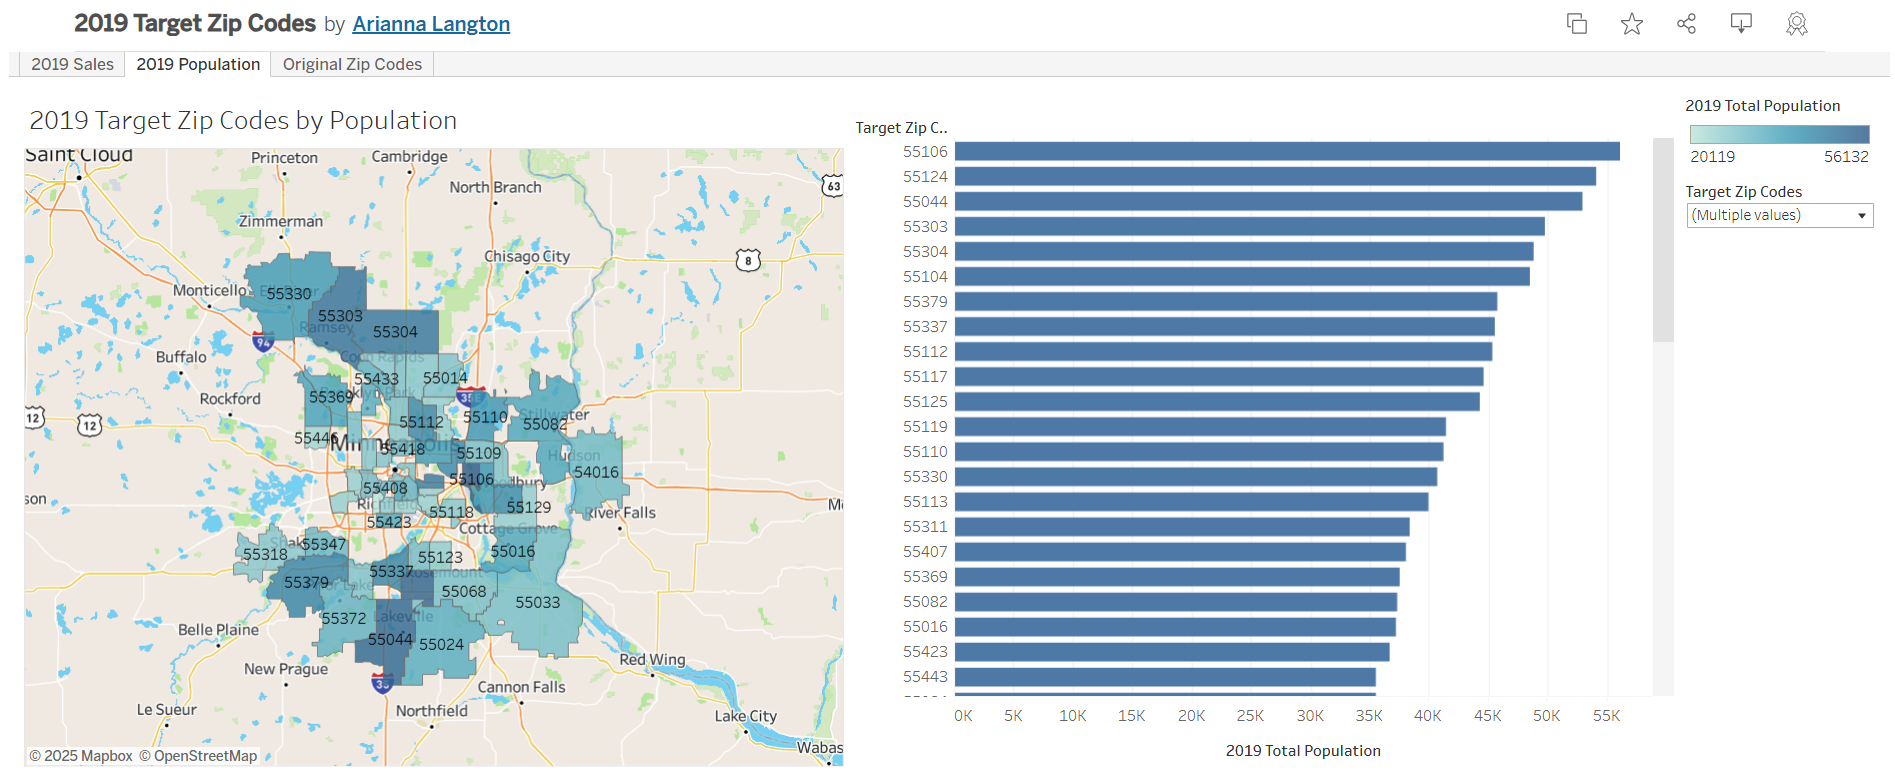 2019 Target Zip Codes by Arianna Langton
2019 Sales
2019 Population
Original Zip Codes
2019 Target Zip Codes by Population
Saint Cloud
Princeton
Cambridge
North Branch
63
Zimmerman
Chisago City
8
Monticello
55330
55303
Ramsey
55304
94
Buffalo
Coon Rapids
55433
55014
Rockford
55369
35E
12
12
55110
Stillwater
55112
55082
55446
Minneapolis
55418
55109
Hudson
54016
55106
55408
son
55129
55118
River Falls
55423
Cottage Grove
55347
55318
55123
55016
55337
Rosemount
55379
55068
55033
55372
Lakeville
Belle Plaine
55044
55024
New Prague
Red Wing
35
Cannon Falls
Le Sueur
Northfield
Lake City
Wabas
© 2025 Mapbox © OpenStreetMap
Target Zip C..
55106
55124
55044
55303
55304
55104
55379
55337
55112
55117
55125
55119
55110
55330
55113
55311
55407
55369
55082
55016
55423
55443
0K 5K 10K 15K 20K 25K 30K 35K 40K 45K 50K 55K
2019 Total Population
2019 Total Population
20119 56132
Target Zip Codes
(Multiple values)